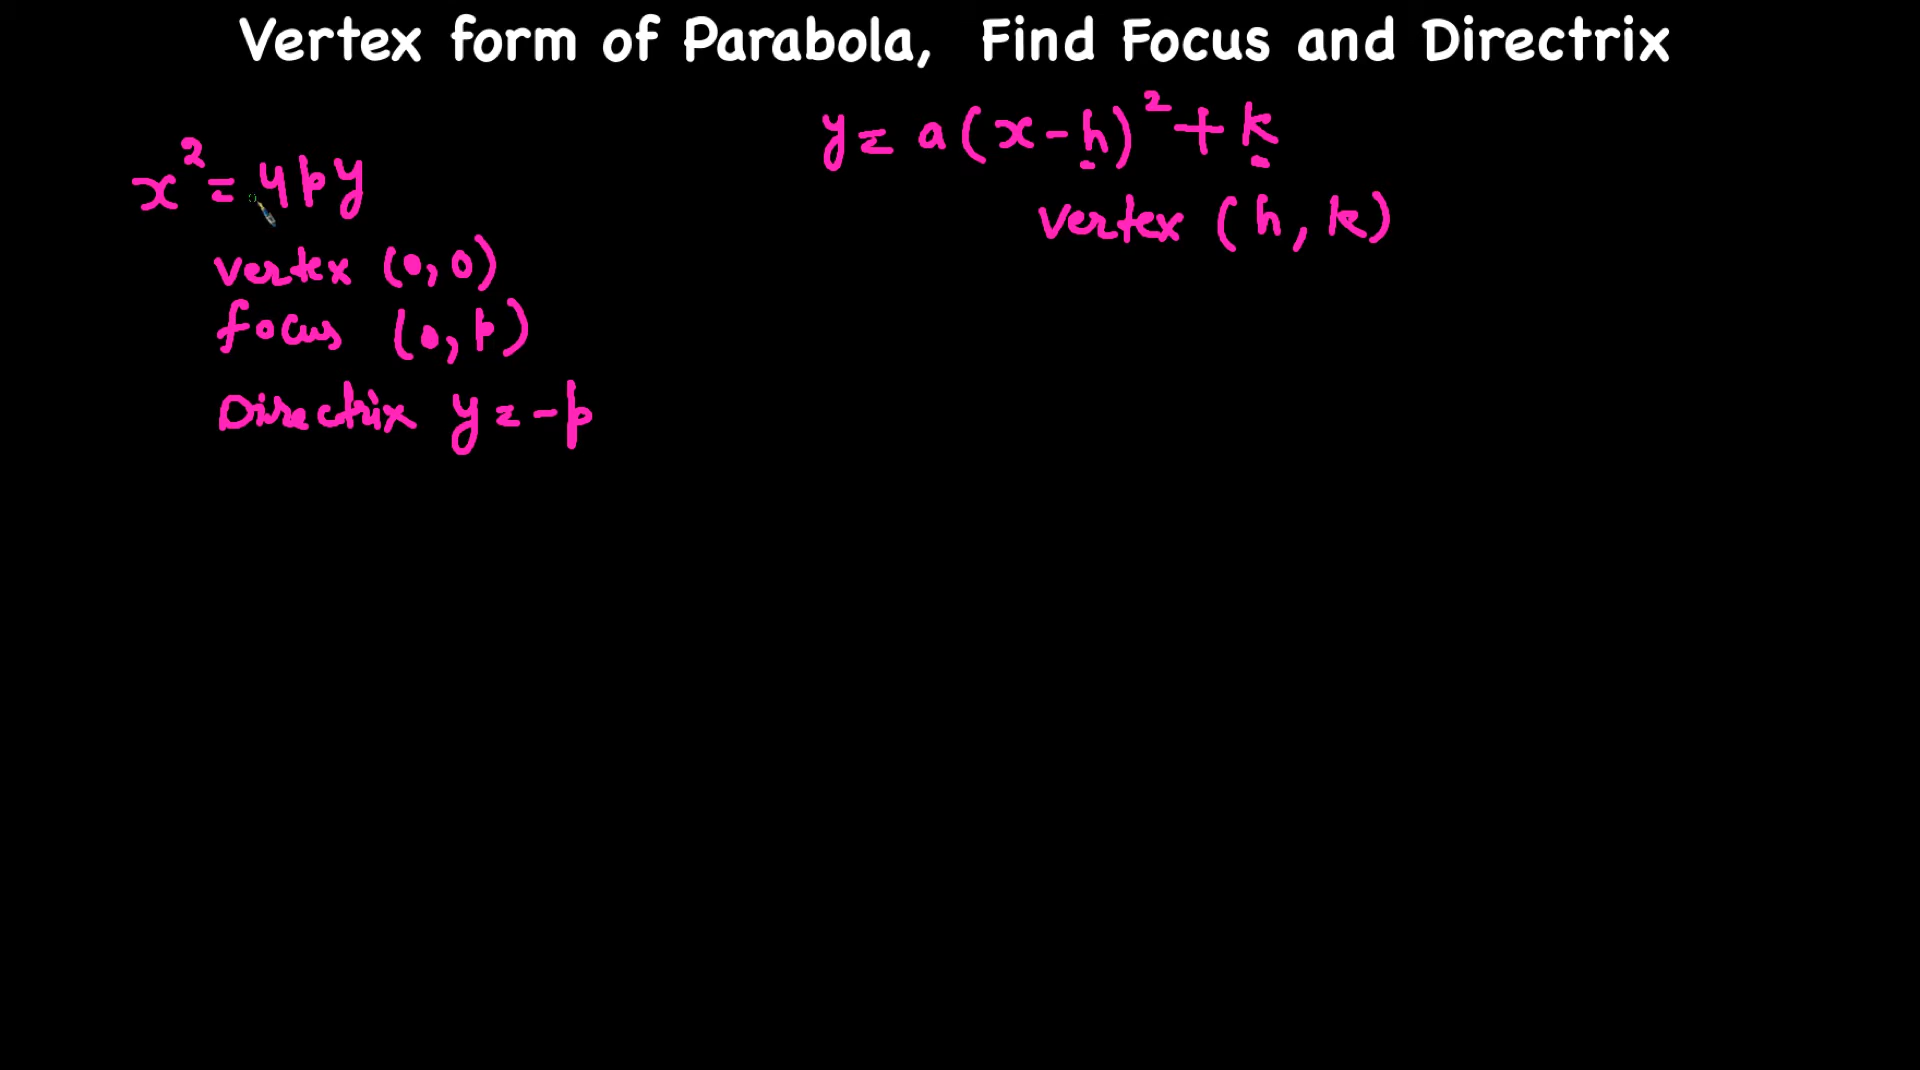 Vertex form of Parabola, Find Focus and Directrix
x² = 4py
vertex (0, 0)
focus (0, p)
Directrix y = -p
y = a(x-h)² + k
vertex (h, k)